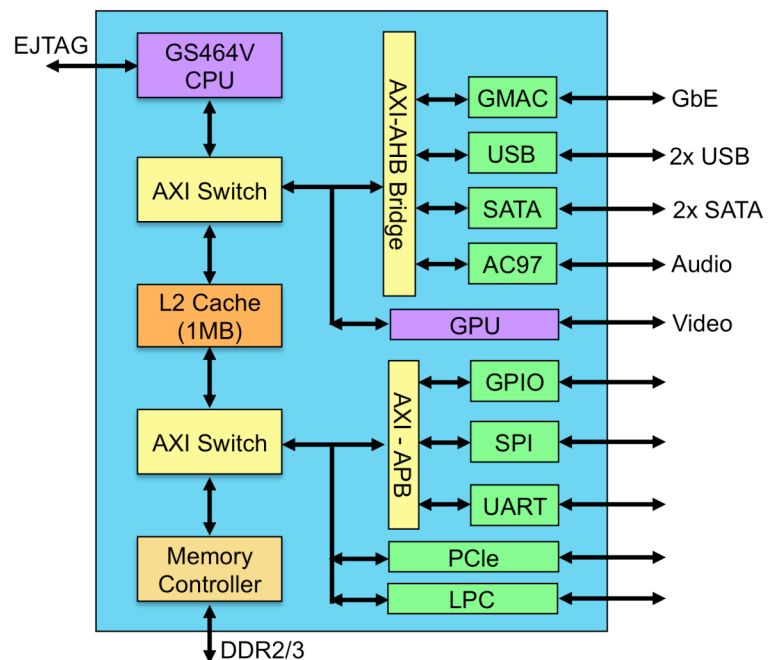 EJTAG
GS464V
CPU
AXI Switch
L2 Cache
(1MB)
AXI Switch
Memory
Controller
DDR2/3
AXI-AHB Bridge
GMAC
GbE
USB
2x USB
SATA
2x SATA
AC97
Audio
GPU
Video
AXI - APB
GPIO
SPI
UART
PCIe
LPC